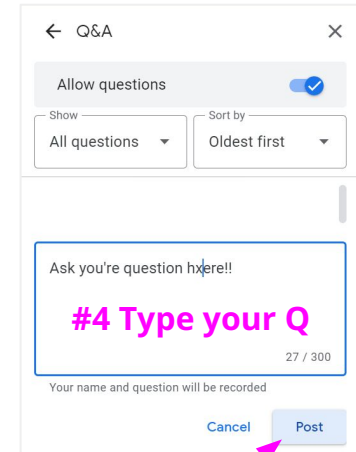 Q&A
Allow questions
Show
Sort by
All questions
Oldest first
Ask you're question hxere!!
#4 Type your Q
27 / 300
Your name and question will be recorded
Cancel
Post